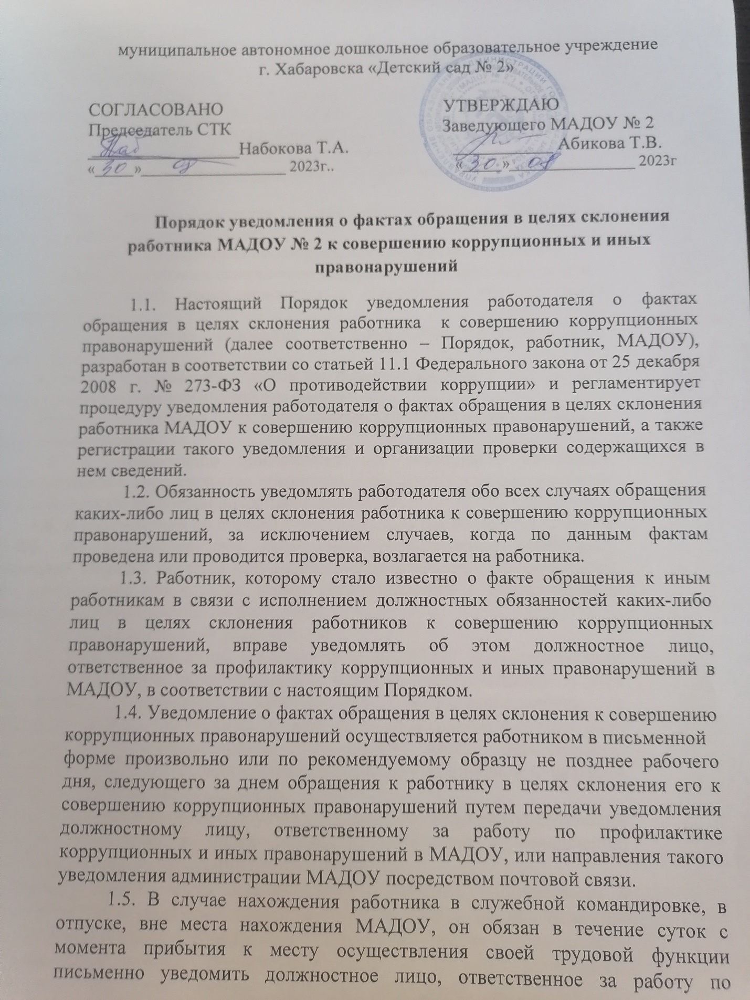 муниципальное автономное дошкольное образовательное учреждение
г. Хабаровска «Детский сад № 2»
СОГЛАСОВАНО
Председатель СТК
Набокова Т.А.
«30» 08 2023г..
УТВЕРЖДАЮ
Заведующего МАДОУ № 2
Абикова Т.В.
«30» 08 2023г
Порядок уведомления о фактах обращения в целях склонения
работника МАДОУ № 2 к совершению коррупционных и иных
правонарушений
1.1. Настоящий Порядок уведомления работодателя о фактах
обращения в целях склонения работника к совершению коррупционных
правонарушений (далее соответственно – Порядок, работник, МАДОУ),
разработан в соответствии со статьей 11.1 Федерального закона от 25 декабря
2008 г. № 273-ФЗ «О противодействии коррупции» и регламентирует
процедуру уведомления работодателя о фактах обращения в целях склонения
работника МАДОУ к совершению коррупционных правонарушений, а также
регистрации такого уведомления и организации проверки содержащихся в
нем сведений.
1.2. Обязанность уведомлять работодателя обо всех случаях обращения
каких-либо лиц в целях склонения работника к совершению коррупционных
правонарушений, за исключением случаев, когда по данным фактам
проведена или проводится проверка, возлагается на работника.
1.3. Работник, которому стало известно о факте обращения к иным
работникам в связи с исполнением должностных обязанностей каких-либо
лиц в целях склонения работников к совершению коррупционных
правонарушений, вправе уведомлять об этом должностное лицо,
ответственное за профилактику коррупционных и иных правонарушений в
МАДОУ, в соответствии с настоящим Порядком.
1.4. Уведомление о фактах обращения в целях склонения к совершению
коррупционных правонарушений осуществляется работником в письменной
форме произвольно или по рекомендуемому образцу не позднее рабочего
дня, следующего за днем обращения к работнику в целях склонения его к
совершению коррупционных правонарушений путем передачи уведомления
должностному лицу, ответственному за работу по профилактике
коррупционных и иных правонарушений в МАДОУ, или направления такого
уведомления администрации МАДОУ посредством почтовой связи.
1.5. В случае нахождения работника в служебной командировке, в
отпуске, вне места нахождения МАДОУ, он обязан в течение суток с
момента прибытия к месту осуществления своей трудовой функции
письменно уведомить должностное лицо, ответственное за работу по